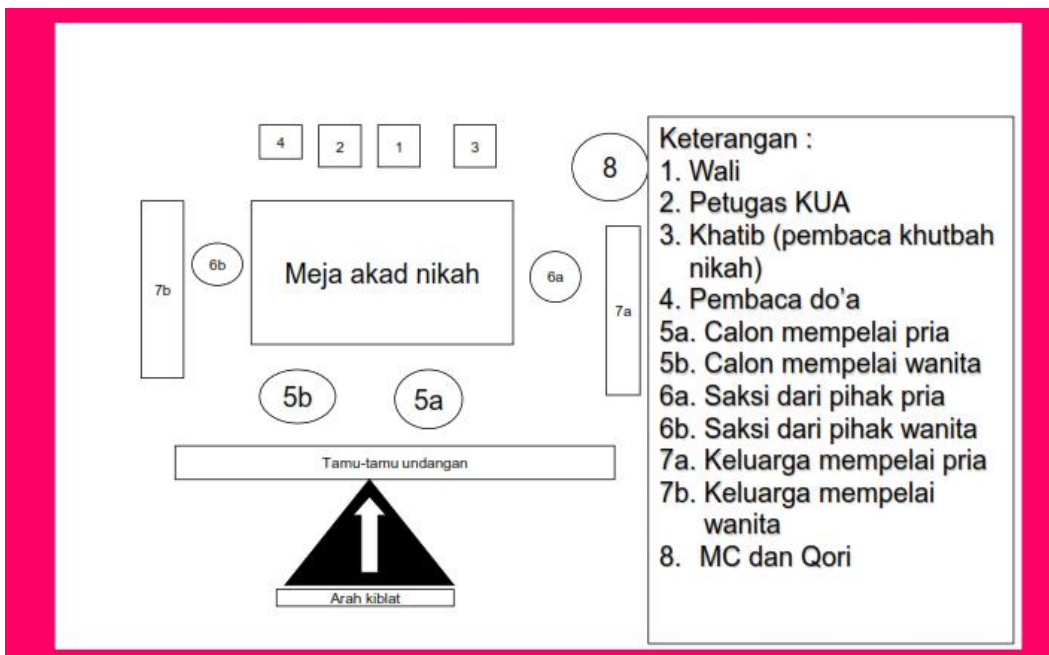 4
2
1
3
8
7b
6b
Meja akad nikah
6a
7a
5b
5a
Tamu-tamu undangan
Arah kiblat
Keterangan :
1. Wali
2. Petugas KUA
3. Khatib (pembaca khutbah
nikah)
4. Pembaca do’a
5a. Calon mempelai pria
5b. Calon mempelai wanita
6a. Saksi dari pihak pria
6b. Saksi dari pihak wanita
7a. Keluarga mempelai pria
7b. Keluarga mempelai
wanita
8. MC dan Qori